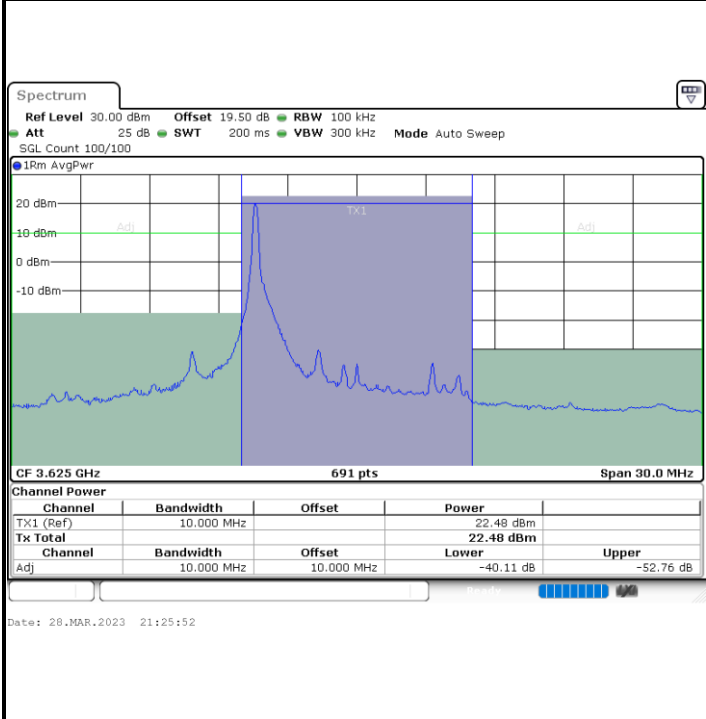 Spectrum
Ref Level 30.00 dBm Offset 19.50 dB RBW 100 kHz
Att 25 dB SWT 200 ms VBW 300 kHz Mode Auto Sweep
SGL Count 100/100
1Rm AvgPwr
20 dBm
TX1
10 dBm Adj Adj
0 dBm
-10 dBm
CF 3.625 GHz 691 pts Span 30.0 MHz
Channel Power
Channel Bandwidth Offset Power
TX1 (Ref) 10.000 MHz 22.48 dBm
Tx Total 22.48 dBm
Channel Bandwidth Offset Lower Upper
Adj 10.000 MHz 10.000 MHz -40.11 dB -52.76 dB
Ready
Date: 28.MAR.2023 21:25:52